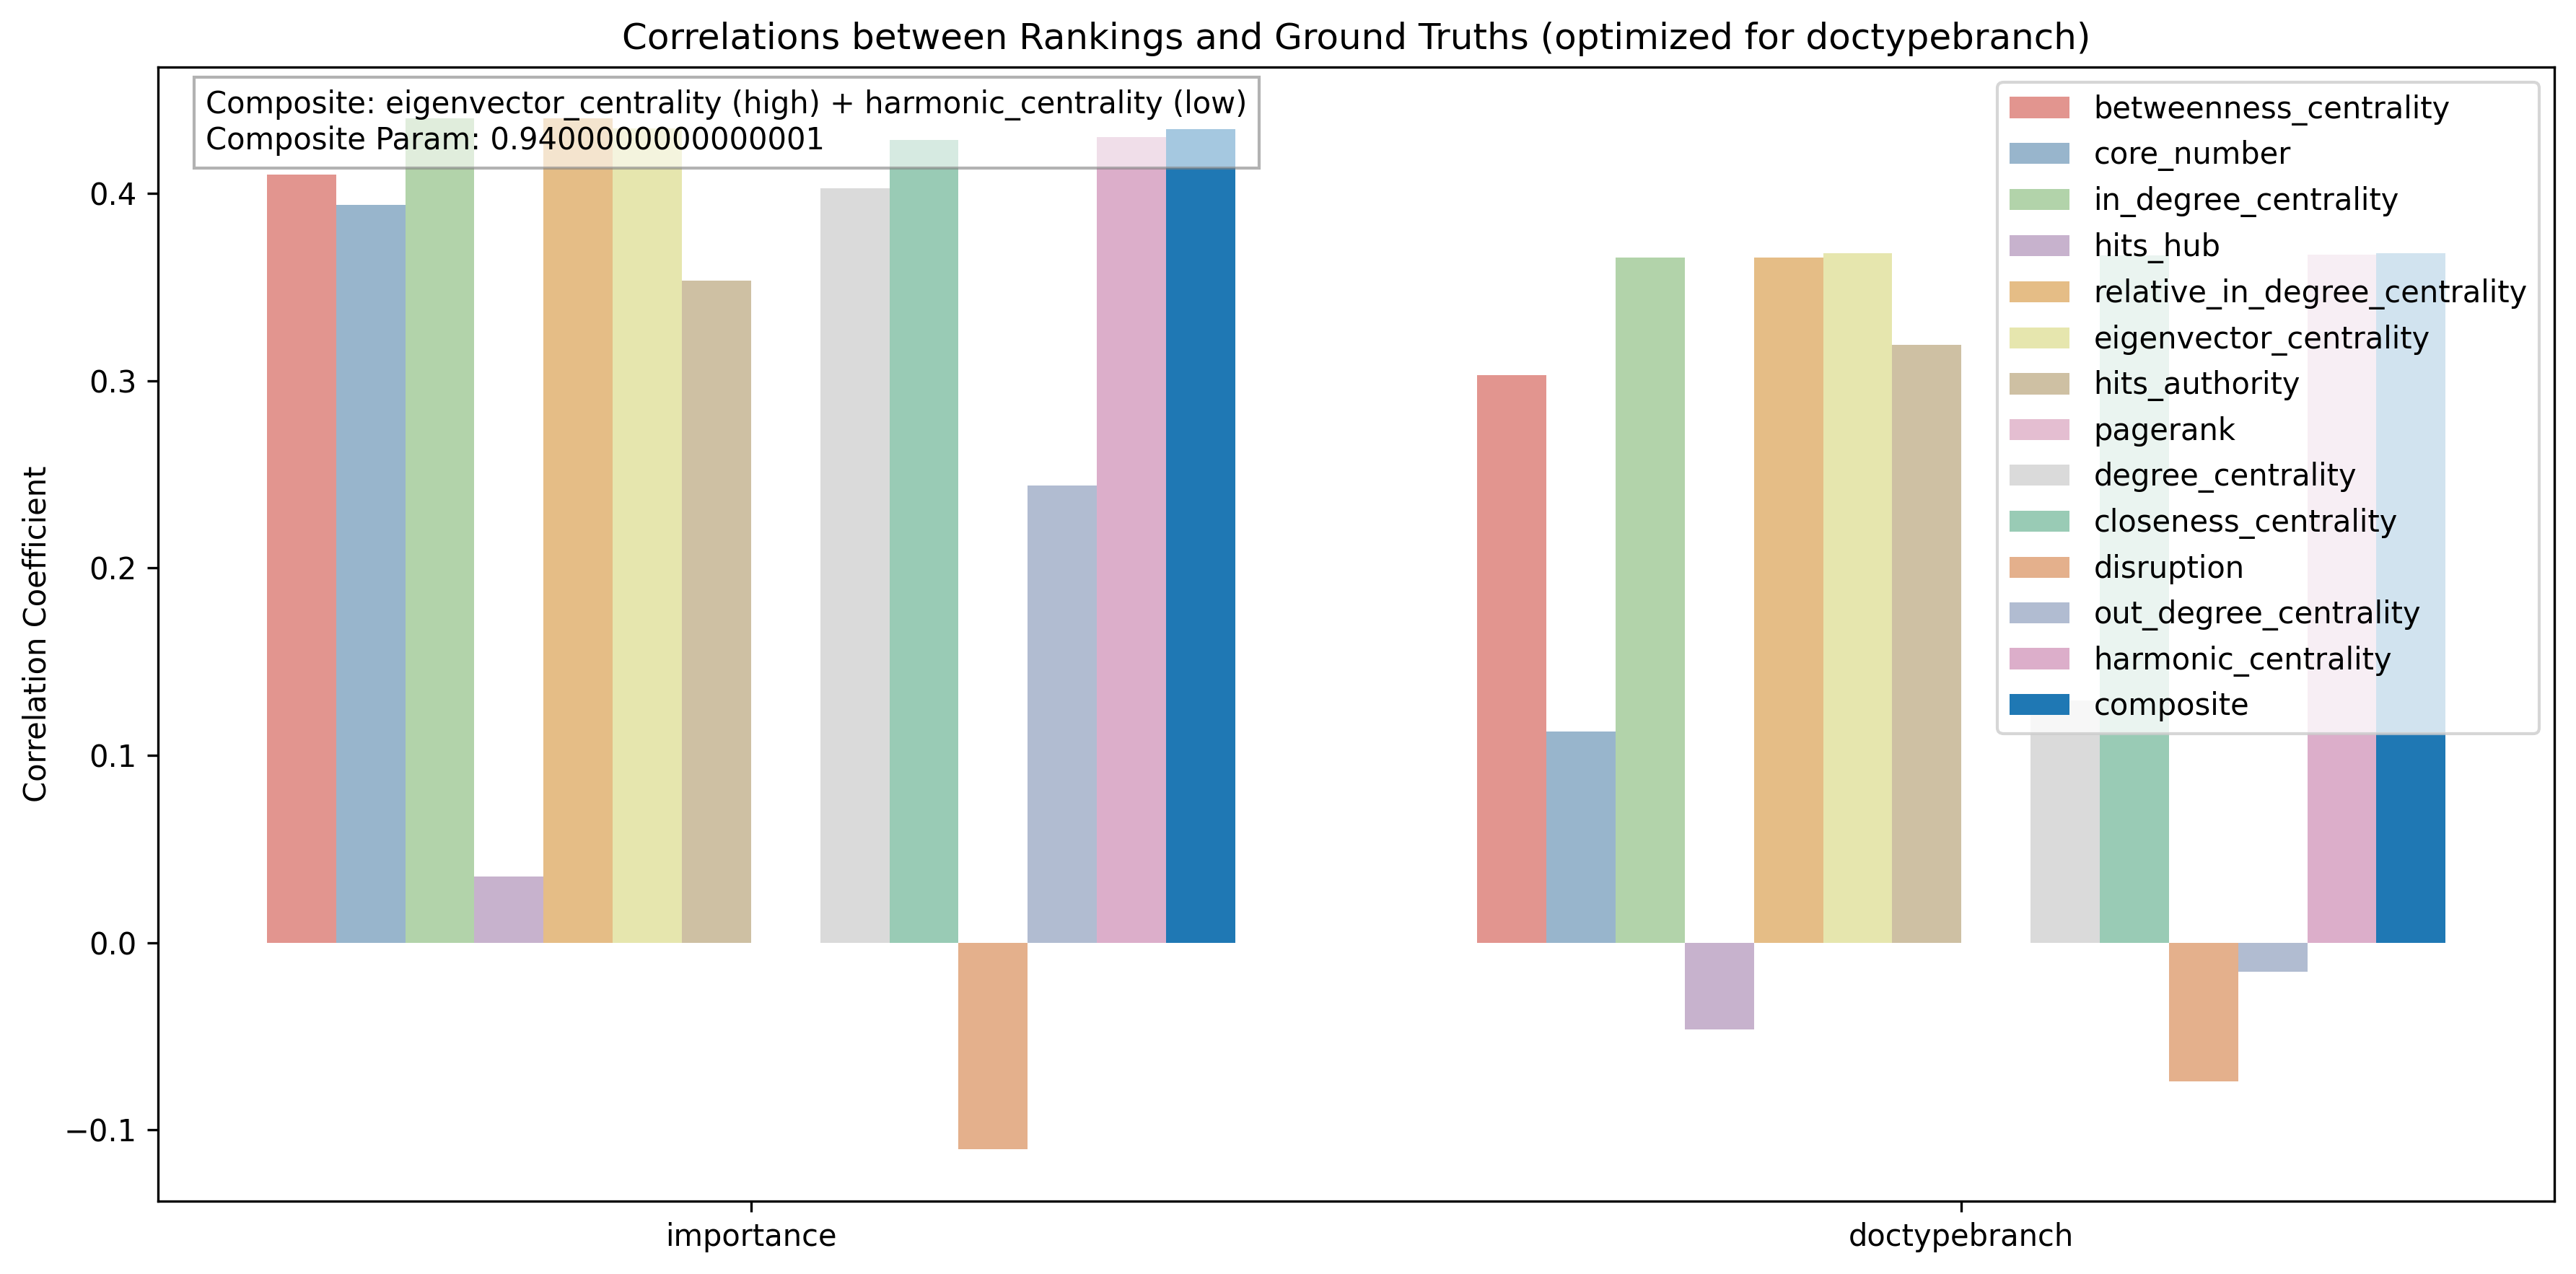 Correlations between Rankings and Ground Truths (optimized for doctypebranch)
Composite: eigenvector_centrality (high) + harmonic_centrality (low)
Composite Param: 0.9400000000000001
betweenness_centrality
core_number
in_degree_centrality
hits_hub
relative_in_degree_centrality
eigenvector_centrality
hits_authority
pagerank
degree_centrality
closeness_centrality
disruption
out_degree_centrality
harmonic_centrality
composite
Correlation Coefficient
0.4
0.3
0.2
0.1
0.0
−0.1
importance
doctypebranch